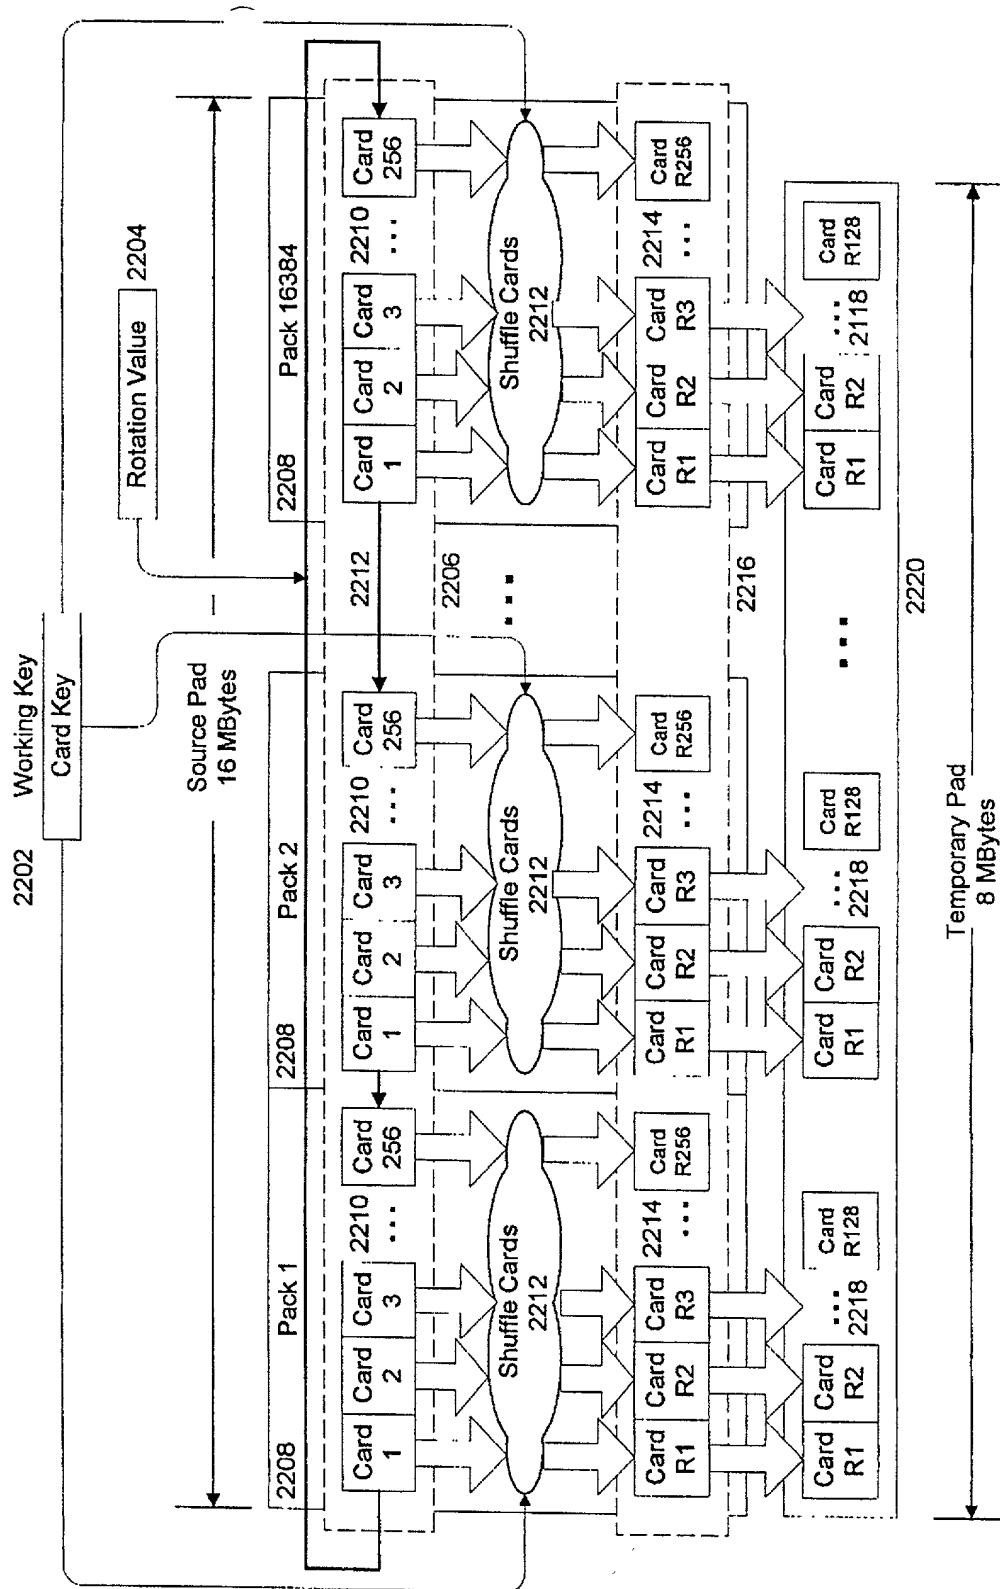 2202
Working Key
Card Key
Rotation Value
2204
Source Pad
16 MBytes
2208
Pack 1
2208
Pack 2
2208
Pack 16384
Card 1
Card 2
Card 3
2210
...
Card 256
Card 1
Card 2
Card 3
2210
...
Card 256
2212
Card 1
Card 2
Card 3
2210
...
Card 256
2206
Shuffle Cards
2212
Shuffle Cards
2212
...
Shuffle Cards
2212
Card R1
Card R2
Card R3
2214
...
Card R256
Card R1
Card R2
Card R3
2214
...
Card R256
Card R1
Card R2
Card R3
2214
...
Card R256
2216
Card R1
Card R2
...
2218
Card R128
Card R1
Card R2
...
2218
Card R128
...
Card R1
Card R2
...
2118
Card R128
2220
Temporary Pad
8 MBytes